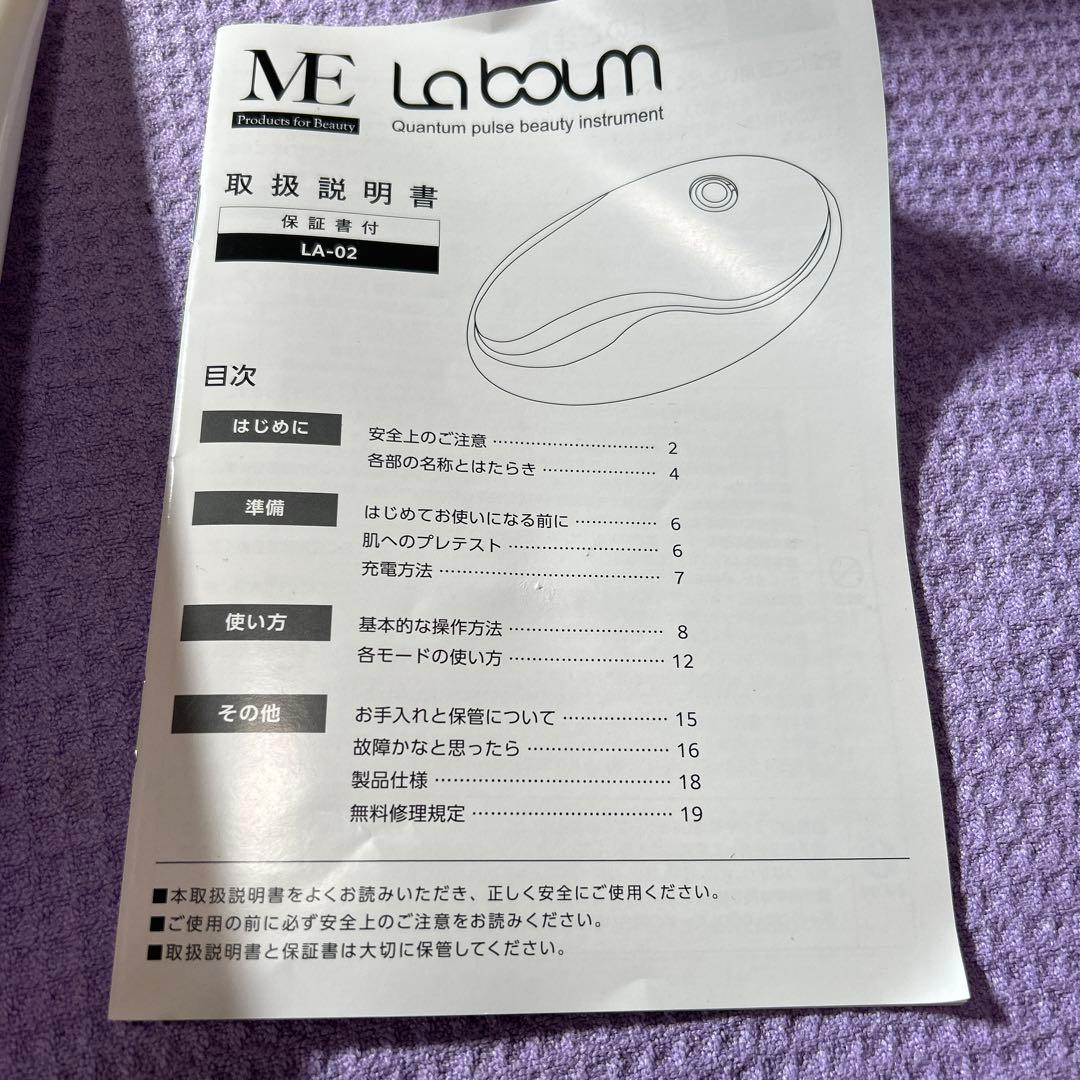 ME
Products for Beauty
La boum
Quantum pulse beauty instrument
取扱説明書
保証書付
LA-02
目次
はじめに
安全上のご注意 ………………………… 2
各部の名称とはたらき ………………… 4
準備
はじめてお使いになる前に …………… 6
肌へのプレテスト ……………………… 6
充電方法 ………………………………… 7
使い方
基本的な操作方法 ……………………… 8
各モードの使い方 ……………………… 12
その他
お手入れと保管について ……………… 15
故障かなと思ったら …………………… 16
製品仕様 ………………………………… 18
無料修理規定 …………………………… 19
■本取扱説明書をよくお読みいただき、正しく安全にご使用ください。
■ご使用の前に必ず安全上のご注意をお読みください。
■取扱説明書と保証書は大切に保管してください。